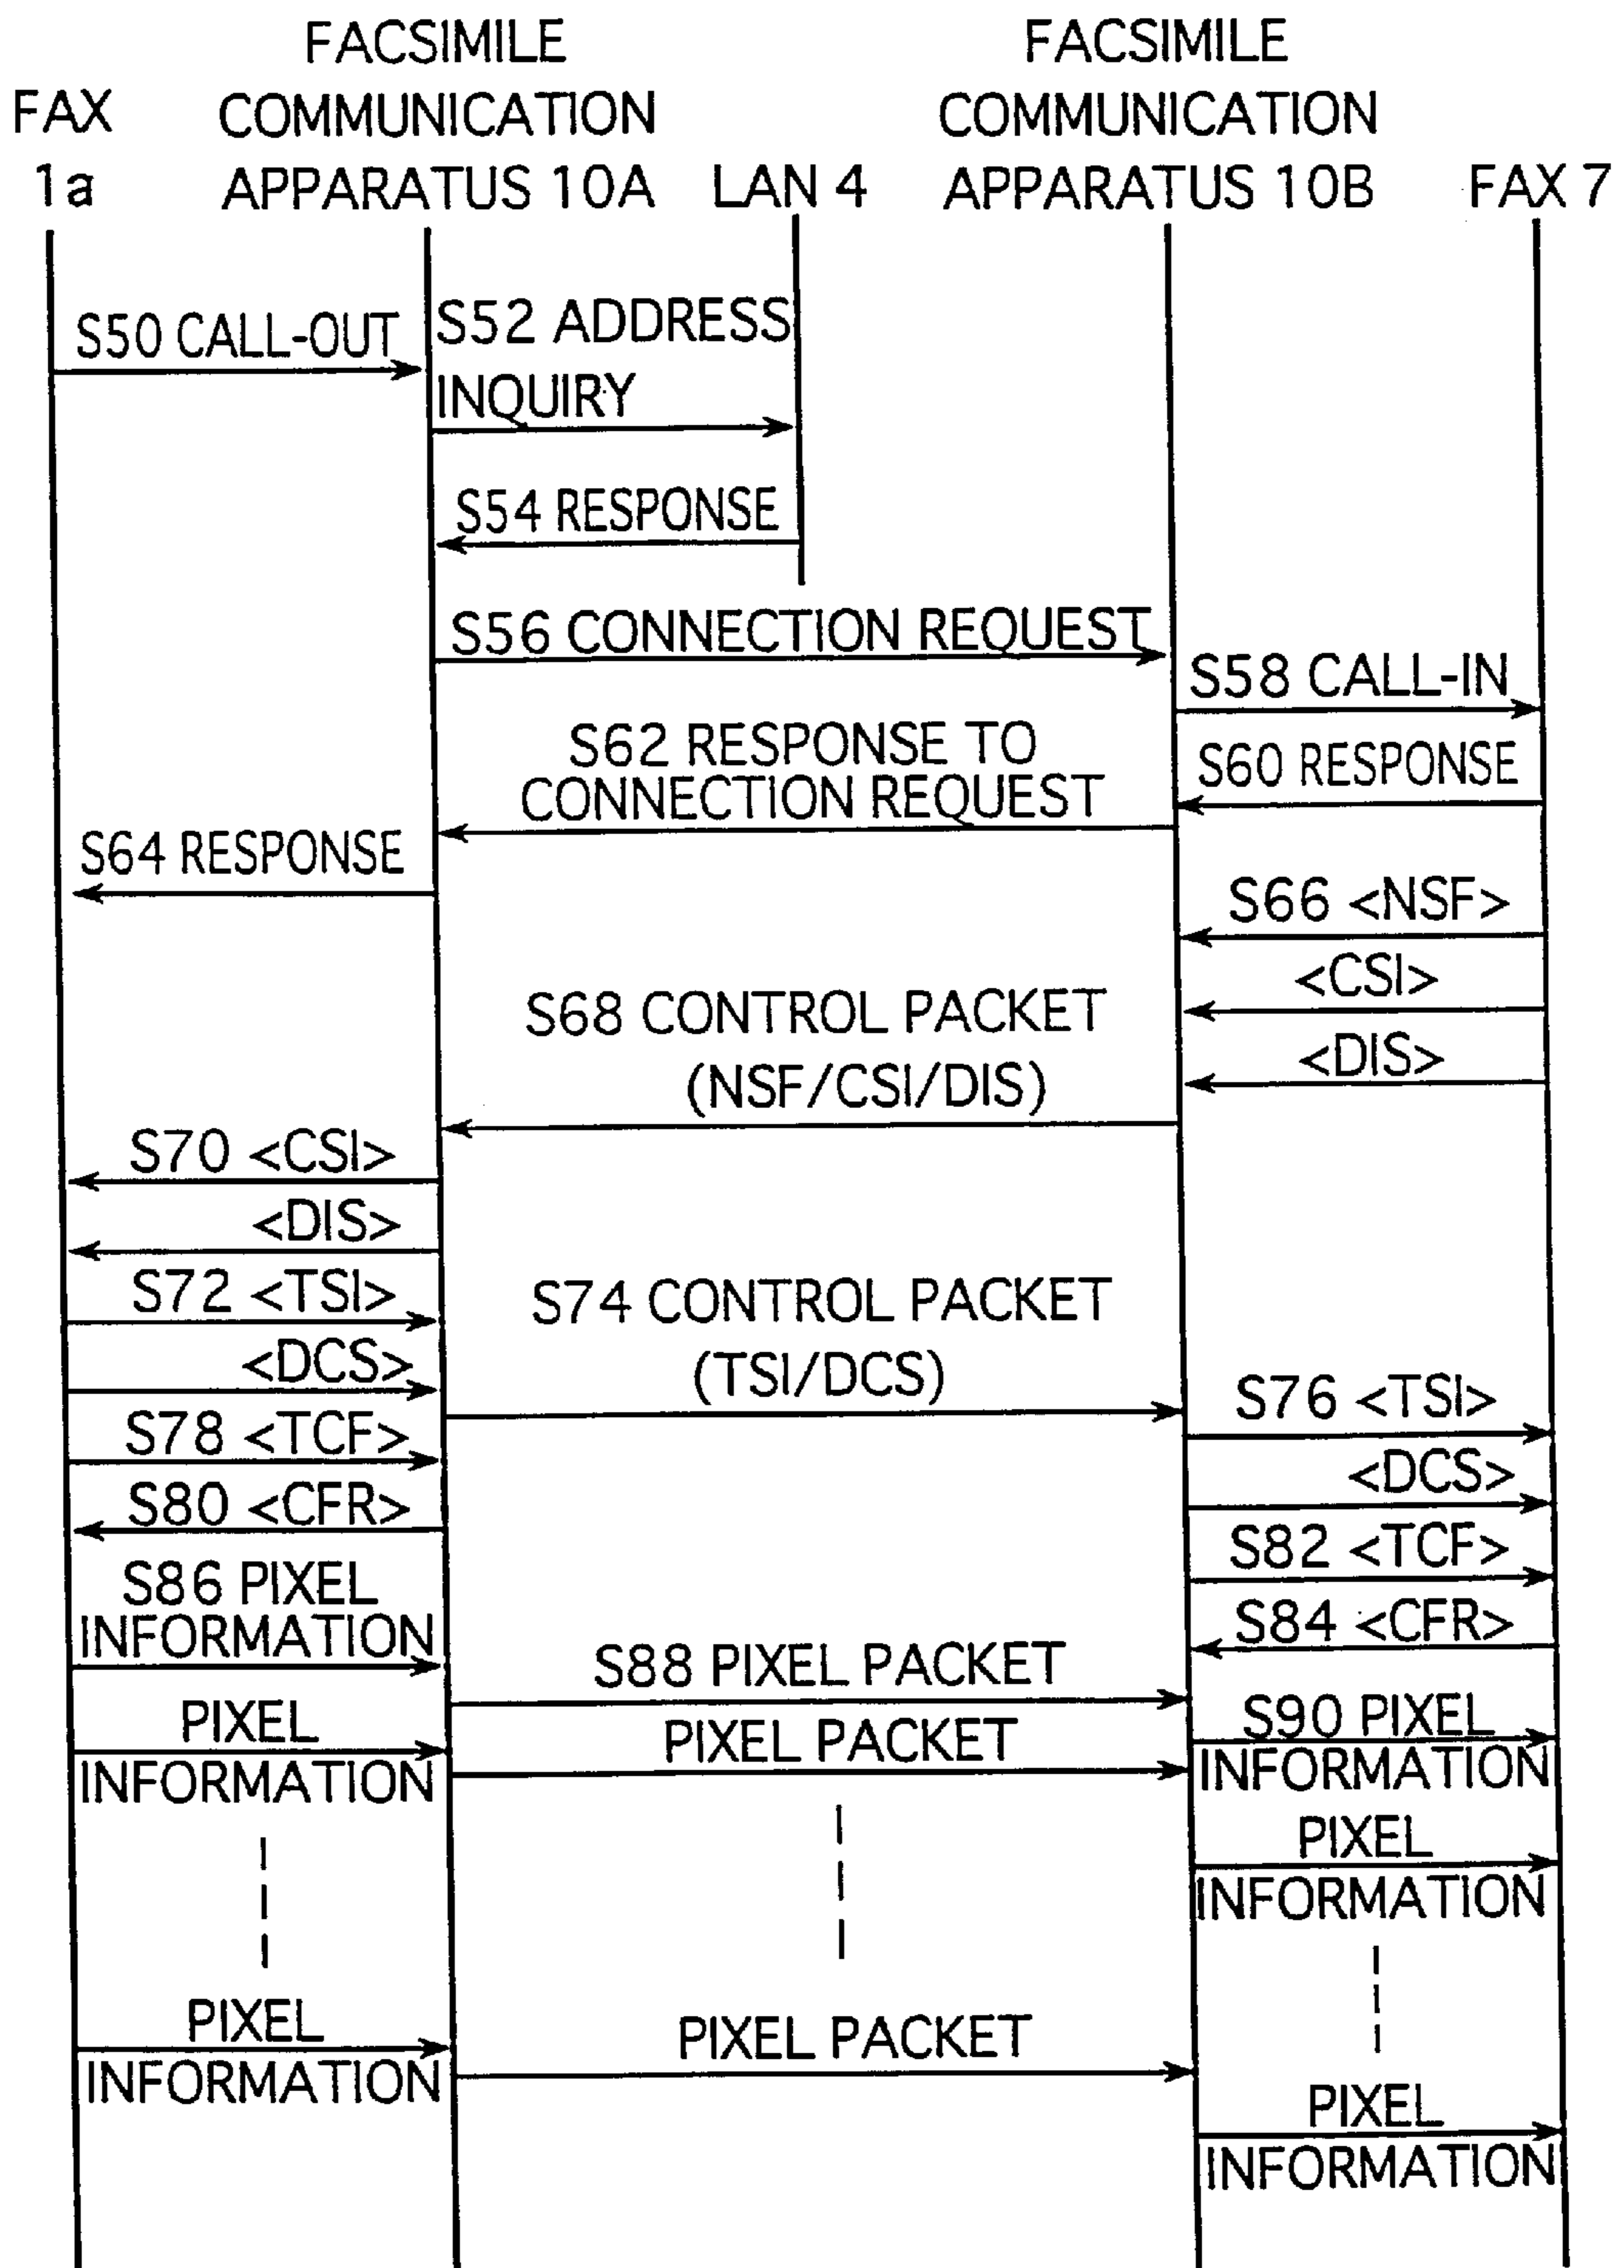 FACSIMILE
COMMUNICATION
APPARATUS 10A
FACSIMILE
COMMUNICATION
APPARATUS 10B
FAX
1a
LAN 4
FAX 7
S50 CALL-OUT
S52 ADDRESS
INQUIRY
S54 RESPONSE
S56 CONNECTION REQUEST
S58 CALL-IN
S60 RESPONSE
S62 RESPONSE TO
CONNECTION REQUEST
S64 RESPONSE
S66 <NSF>
<CSI>
<DIS>
S68 CONTROL PACKET
(NSF/CSI/DIS)
S70 <CSI>
<DIS>
S72 <TSI>
<DCS>
S74 CONTROL PACKET
(TSI/DCS)
S76 <TSI>
<DCS>
S78 <TCF>
S80 <CFR>
S82 <TCF>
S84 <CFR>
S86 PIXEL
INFORMATION
S88 PIXEL PACKET
S90 PIXEL
INFORMATION
PIXEL
INFORMATION
PIXEL PACKET
PIXEL
INFORMATION
PIXEL
INFORMATION
PIXEL PACKET
PIXEL
INFORMATION